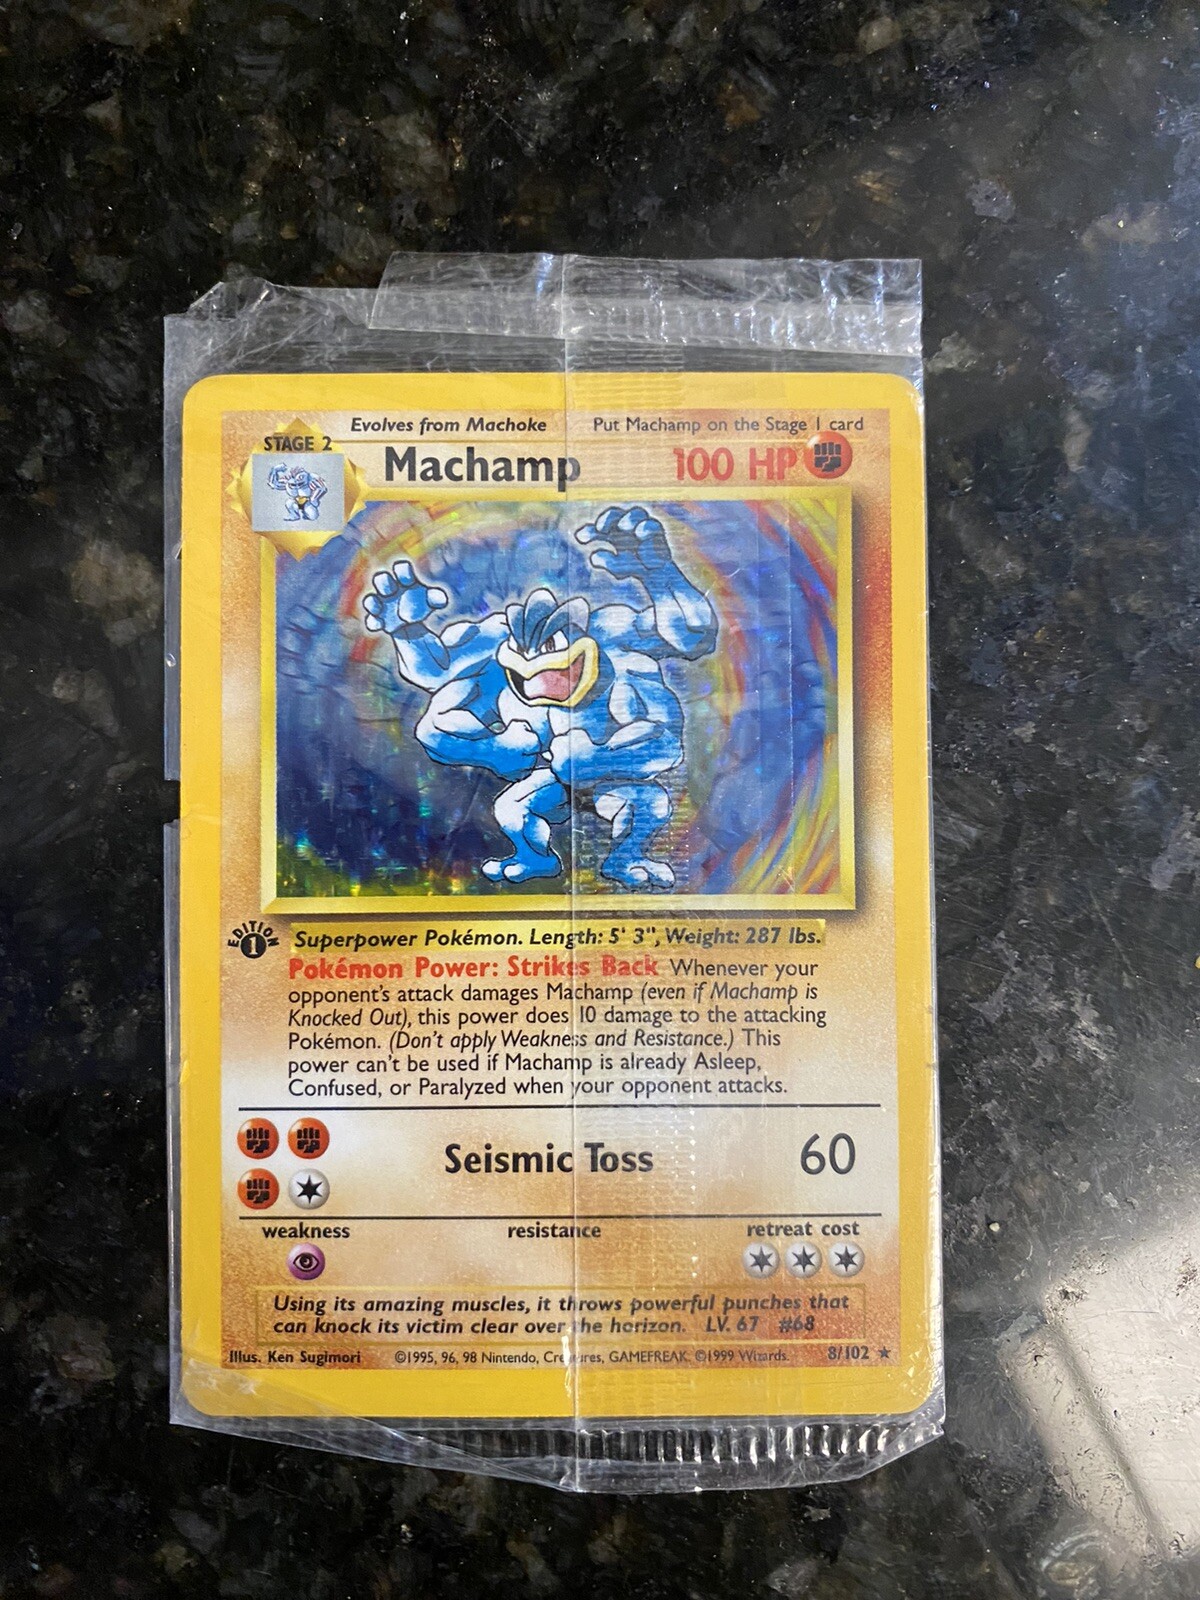 Evolves from Machoke
Put Machamp on the Stage 1 card
STAGE 2
Machamp
100 HP
EDITION
1
Superpower Pokémon. Length: 5' 3", Weight: 287 lbs.
Pokémon Power: Strikes Back Whenever your
opponent's attack damages Machamp (even if Machamp is
Knocked Out), this power does 10 damage to the attacking
Pokémon. (Don't apply Weakness and Resistance.) This
power can't be used if Machamp is already Asleep,
Confused, or Paralyzed when your opponent attacks.
Seismic Toss
60
weakness
resistance
retreat cost
Using its amazing muscles, it throws powerful punches that
can knock its victim clear over the horizon. LV. 67 #68
Illus. Ken Sugimori
©1995, 96, 98 Nintendo, Creatures, GAMEFREAK. ©1999 Wizards.
8/102 ★